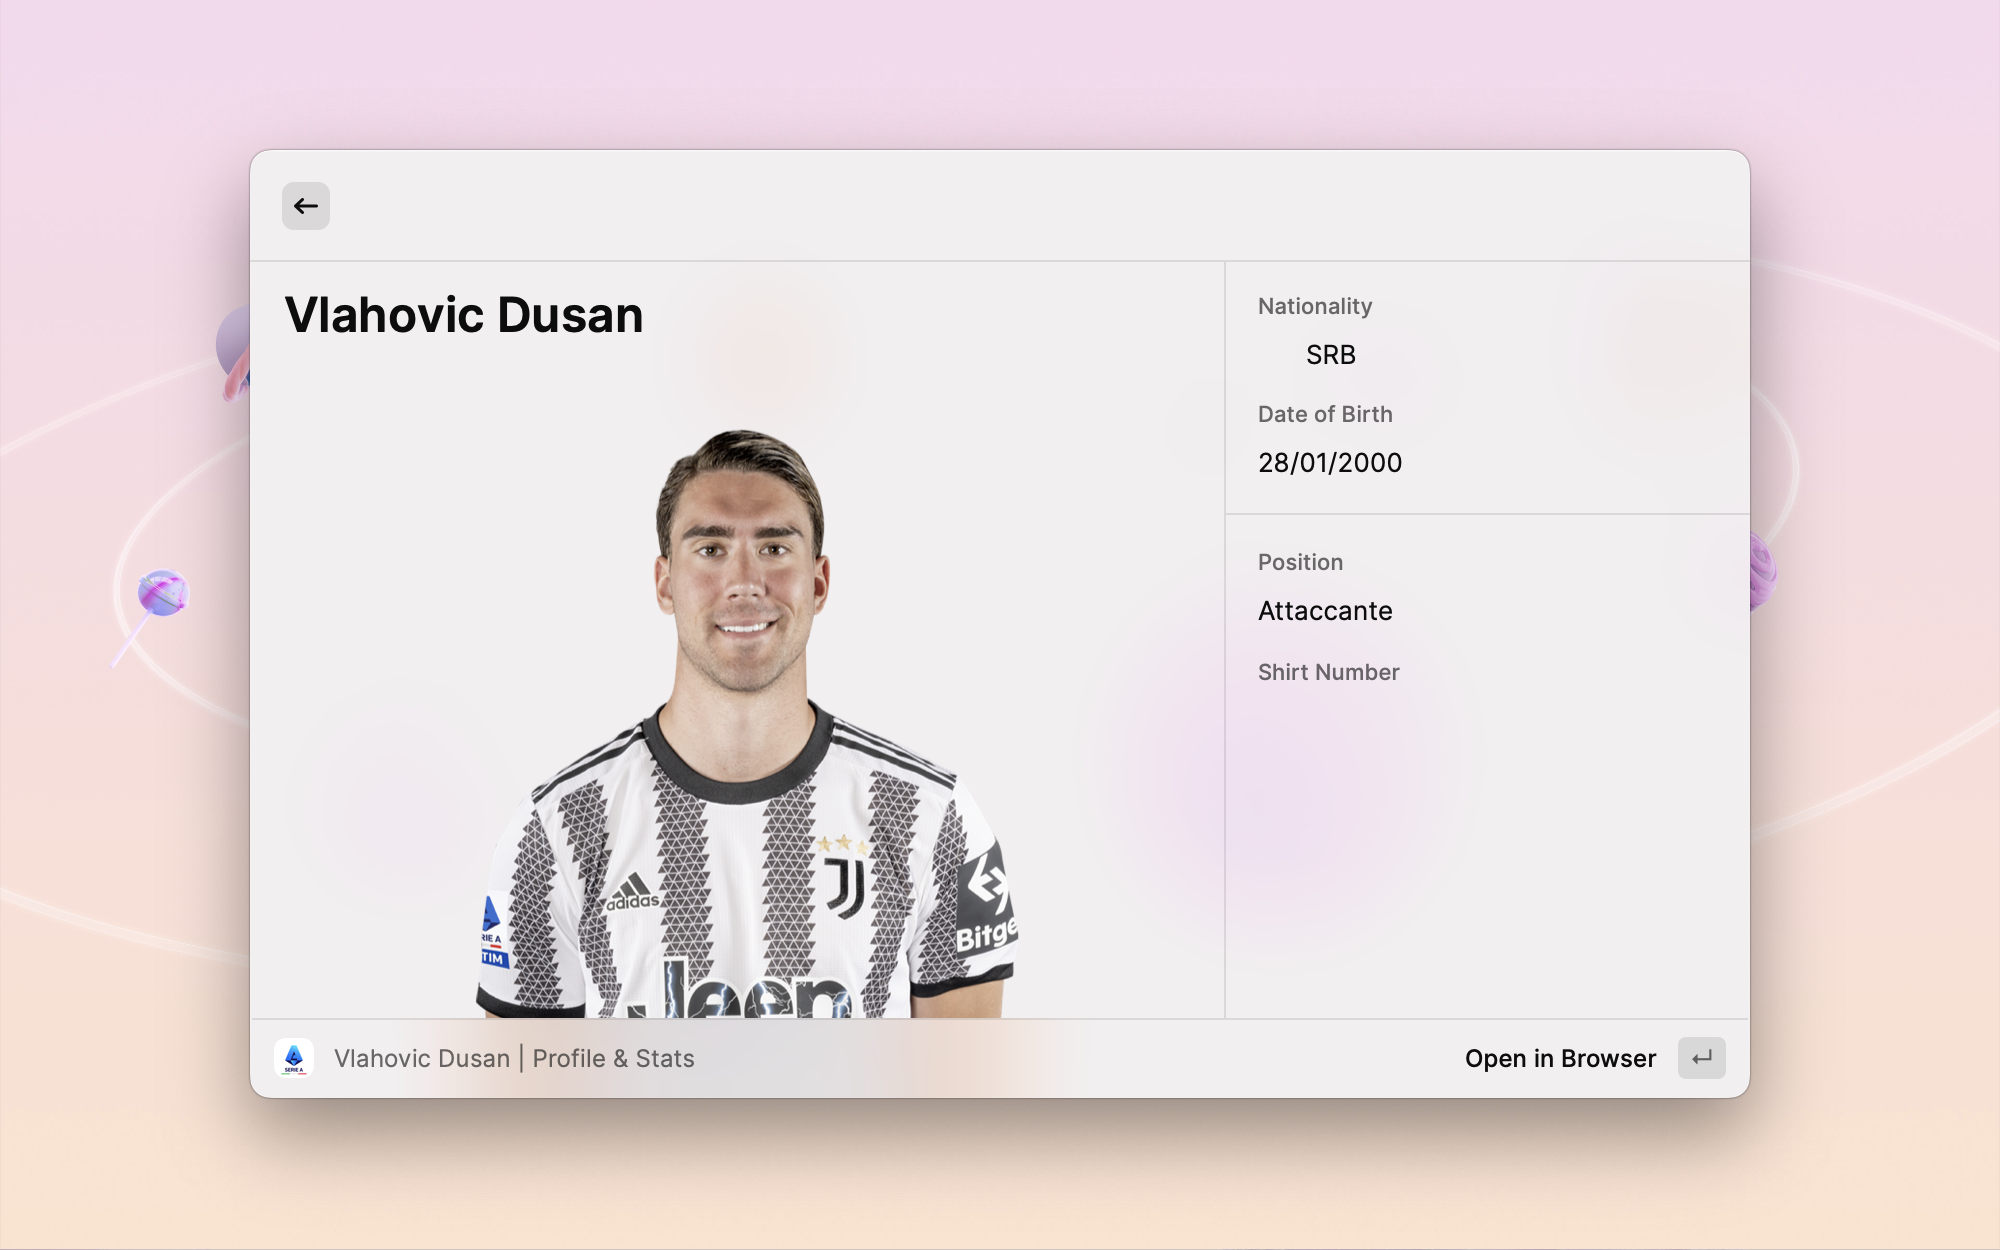 Vlahovic Dusan
adidas
RIE A
TIM
Bitge
Jeep
Nationality
SRB
Date of Birth
28/01/2000
Position
Attaccante
Shirt Number
SERIE A
Vlahovic Dusan | Profile & Stats
Open in Browser